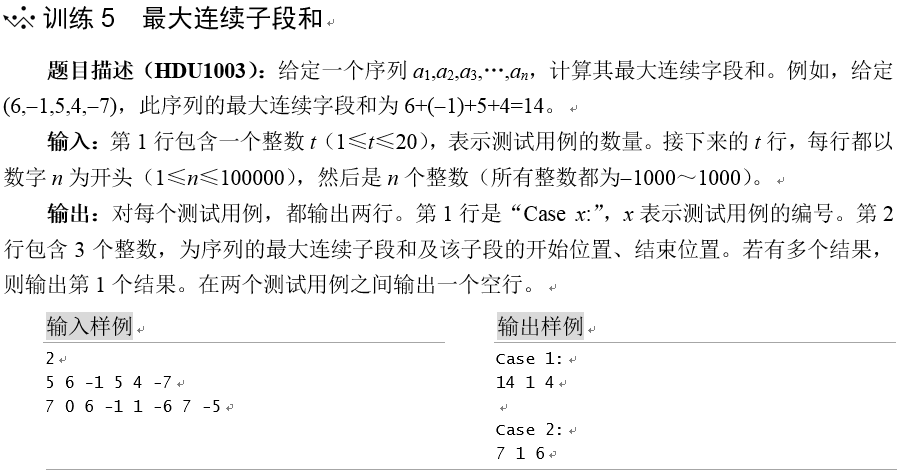 训练 5 最大连续子段和
题目描述（HDU1003）：给定一个序列 a1,a2,a3,…,an，计算其最大连续字段和。例如，给定
(6,–1,5,4,–7)，此序列的最大连续字段和为 6+(–1)+5+4=14。
输入：第 1 行包含一个整数 t（1≤t≤20），表示测试用例的数量。接下来的 t 行，每行都以
数字 n 为开头（1≤n≤100000），然后是 n 个整数（所有整数都为–1000～1000）。
输出：对每个测试用例，都输出两行。第 1 行是“Case x:”，x 表示测试用例的编号。第 2
行包含 3 个整数，为序列的最大连续子段和及该子段的开始位置、结束位置。若有多个结果，
则输出第 1 个结果。在两个测试用例之间输出一个空行。
输入样例
2
5 6 -1 5 4 -7
7 0 6 -1 1 -6 7 -5
输出样例
Case 1:
14 1 4
Case 2:
7 1 6